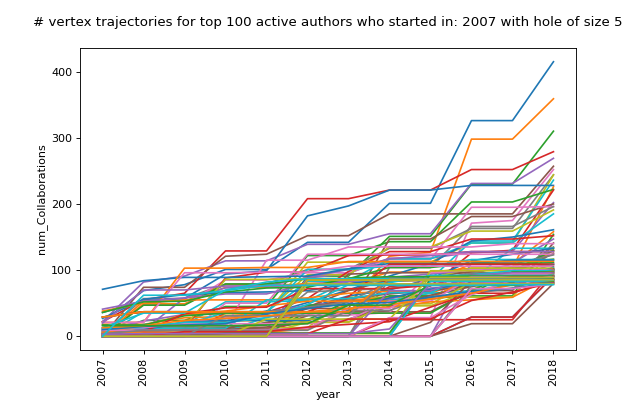 # vertex trajectories for top 100 active authors who started in: 2007 with hole of size 5
num_Collaborations
400
300
200
100
0
2007 2008 2009 2010 2011 2012 2013 2014 2015 2016 2017 2018
year